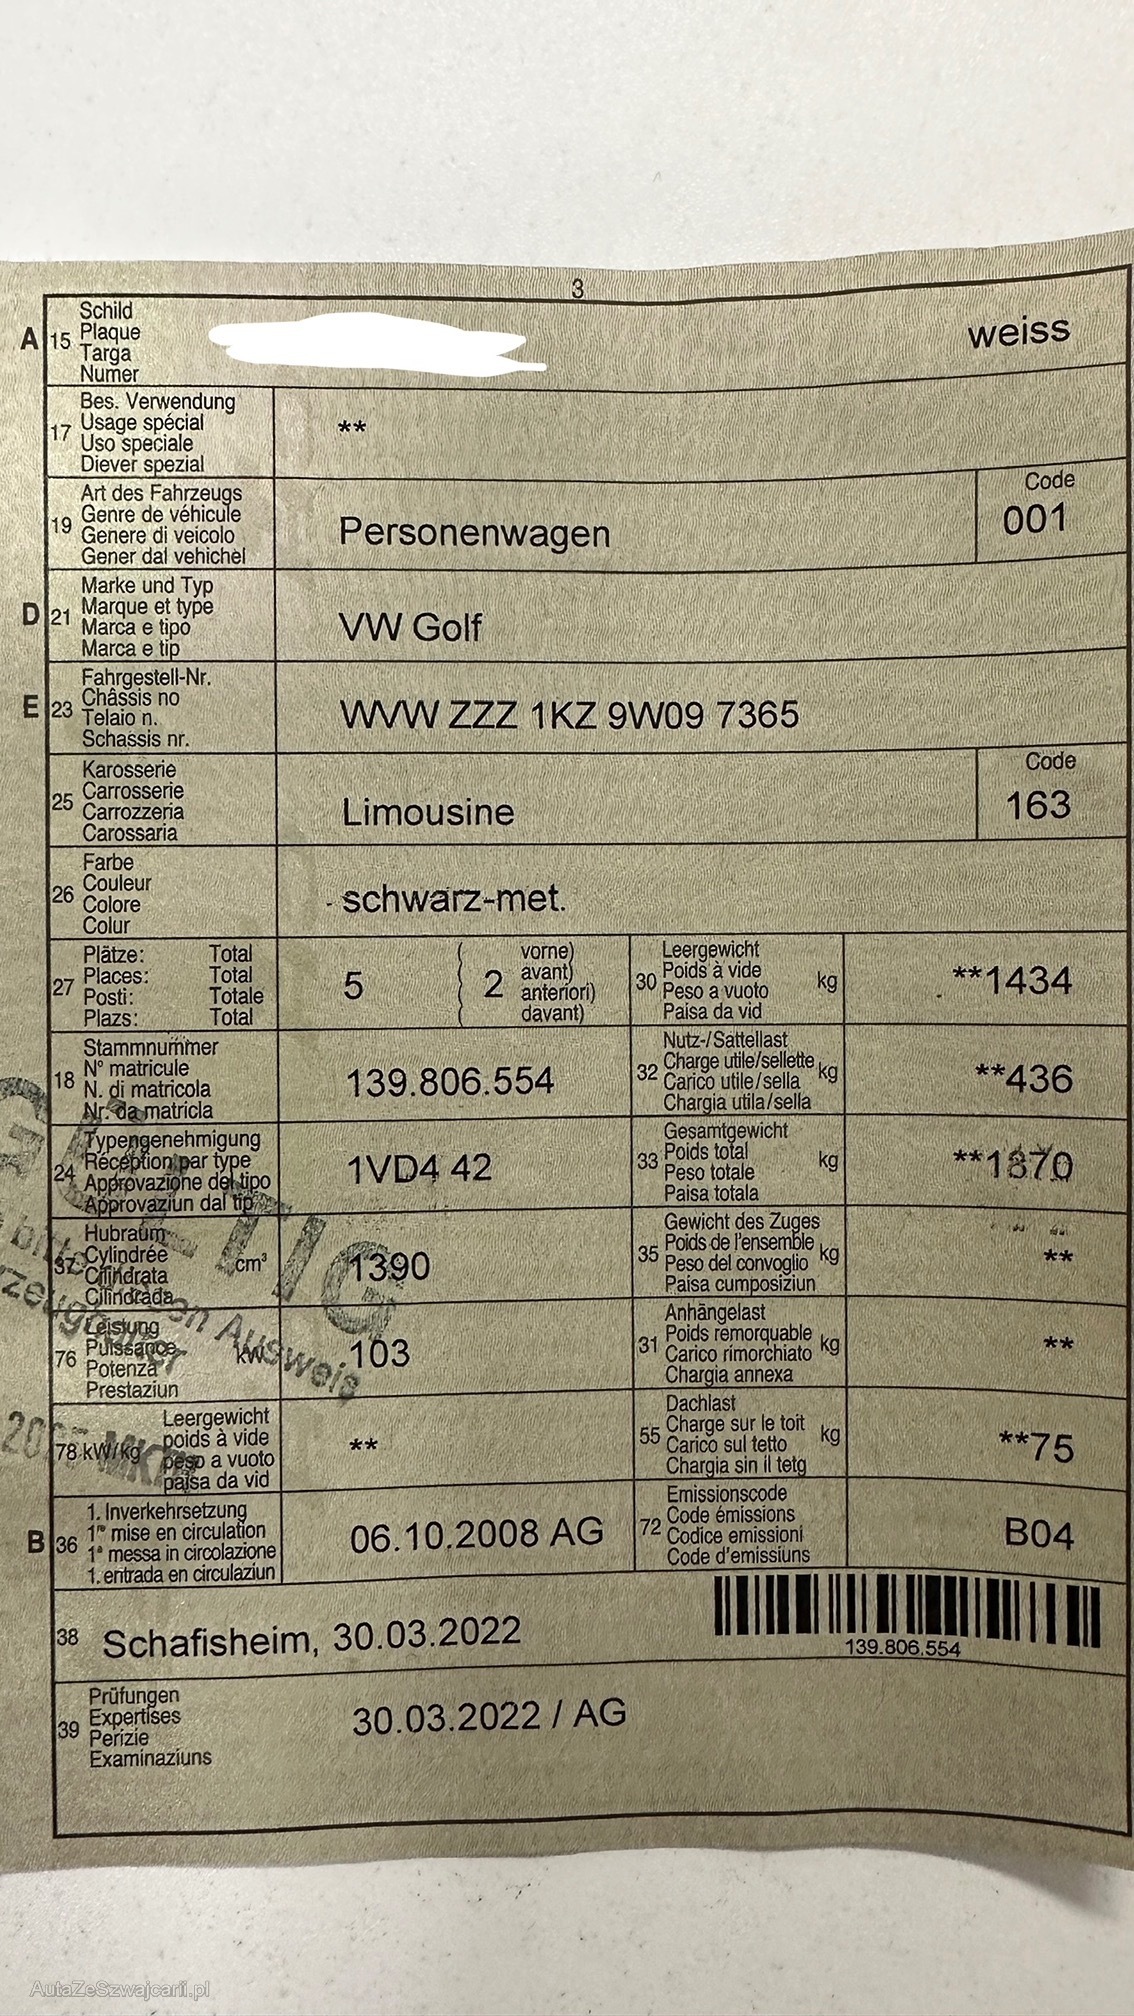 3
A 15 Schild
Plaque
Targa
Numer
weiss
17 Bes. Verwendung
Usage spécial
Uso speciale
Diever spezial
**
19 Art des Fahrzeugs
Genre de véhicule
Genere di veicolo
Gener dal vehichel
Personenwagen
Code
001
D 21 Marke und Typ
Marque et type
Marca e tipo
Marca e tip
VW Golf
E 23 Fahrgestell-Nr.
Châssis no
Telaio n.
Schassis nr.
WVW ZZZ 1KZ 9W09 7365
25 Karosserie
Carrosserie
Carrozzeria
Carossaria
Limousine
Code
163
26 Farbe
Couleur
Colore
Colur
schwarz-met.
27 Plätze: Total
Places: Total
Posti: Totale
Plazs: Total
5 ( 2 vorne)
avant)
anteriori)
davant)
30 Leergewicht
Poids à vide
Peso a vuoto
Paisa da vid
kg
**1434
18 Stammnummer
N° matricule
N. di matricola
Nr. da matricla
139.806.554
32 Nutz-/Sattellast
Charge utile/sellette
Carico utile/sella
Chargia utila/sella
kg
**436
24 Typengenehmigung
Réception par type
Approvazione del tipo
Approvaziun dal tip
1VD4 42
33 Gesamtgewicht
Poids total
Peso totale
Paisa totala
kg
**1870
37 Hubraum
Cylindrée
Cilindrata
Cilindrada
cm³
1390
35 Gewicht des Zuges
Poids de l'ensemble
Peso del convoglio
Paisa cumposiziun
kg
**
76 Leistung
Puissance
Potenza
Prestaziun
kW
103
31 Anhängelast
Poids remorquable
Carico rimorchiato
Chargia annexa
kg
**
78 kW/kg Leergewicht
poids à vide
peso a vuoto
paisa da vid
**
55 Dachlast
Charge sur le toit
Carico sul tetto
Chargia sin il tetg
kg
**75
B 36 1. Inverkehrsetzung
1re mise en circulation
1a messa in circolazione
1. entrada en circulaziun
06.10.2008 AG
72 Emissionscode
Code émissions
Codice emissioni
Code d'emissiuns
B04
38 Schafisheim, 30.03.2022
139.806.554
39 Prüfungen
Expertises
Perizie
Examinaziuns
30.03.2022 / AG
Ausweis
AutaZeSzwajcarii.pl